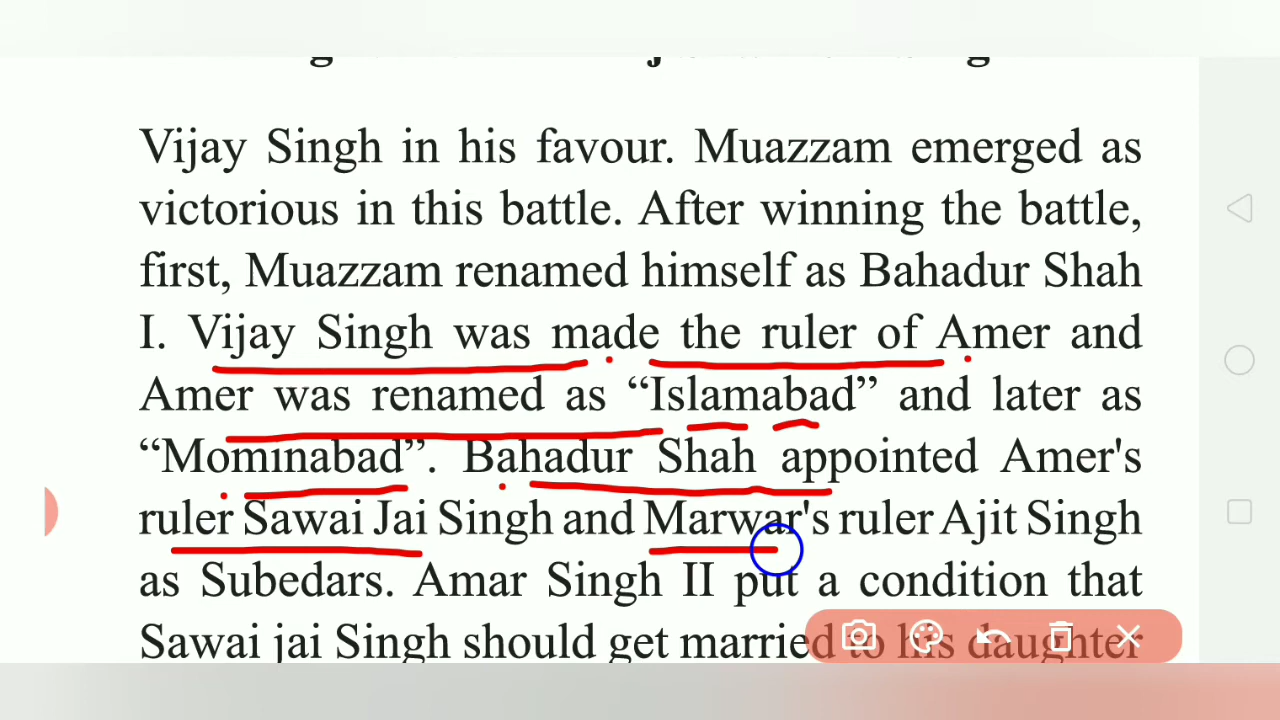 Vijay Singh in his favour. Muazzam emerged as
victorious in this battle. After winning the battle,
first, Muazzam renamed himself as Bahadur Shah
I. Vijay Singh was made the ruler of Amer and
Amer was renamed as “Islamabad” and later as
“Mominabad”. Bahadur Shah appointed Amer's
ruler Sawai Jai Singh and Marwar's ruler Ajit Singh
as Subedars. Amar Singh II put a condition that
Sawai jai Singh should get married to his daughter